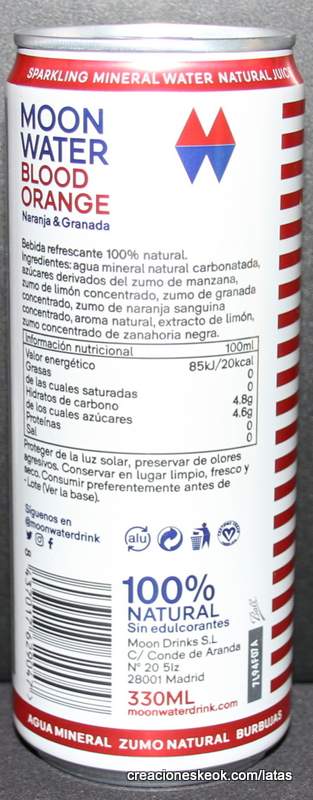 SPARKLING MINERAL WATER NATURAL JUIC
MOON
WATER
BLOOD
ORANGE
Naranja & Granada
Bebida refrescante 100% natural.
Ingredientes: agua mineral natural carbonatada,
azúcares derivados del zumo de manzana,
zumo de limón concentrado, zumo de granada
concentrado, zumo de naranja sanguina
concentrado, aroma natural, extracto de limón,
zumo concentrado de zanahoria negra.
Información nutricional 100ml
Valor energético 85kJ/20kcal
Grasas 0
de las cuales saturadas 0
Hidratos de carbono 4.8g
de los cuales azúcares 4,6g
Proteínas 0
Sal 0
Proteger de la luz solar, preservar de olores
agresivos. Conservar en lugar limpio, fresco y
seco. Consumir preferentemente antes de
- Lote (Ver la base).
Síguenos en
@moonwaterdrink
alu
100%
NATURAL
Sin edulcorantes
Moon Drinks S.L
C/ Conde de Aranda
Nº 20 5Iz
28001 Madrid
330ML
moonwaterdrink.com
Ball
7L94F07A
AGUA MINERAL ZUMO NATURAL BURBUJAS
creacioneskeok.com/latas